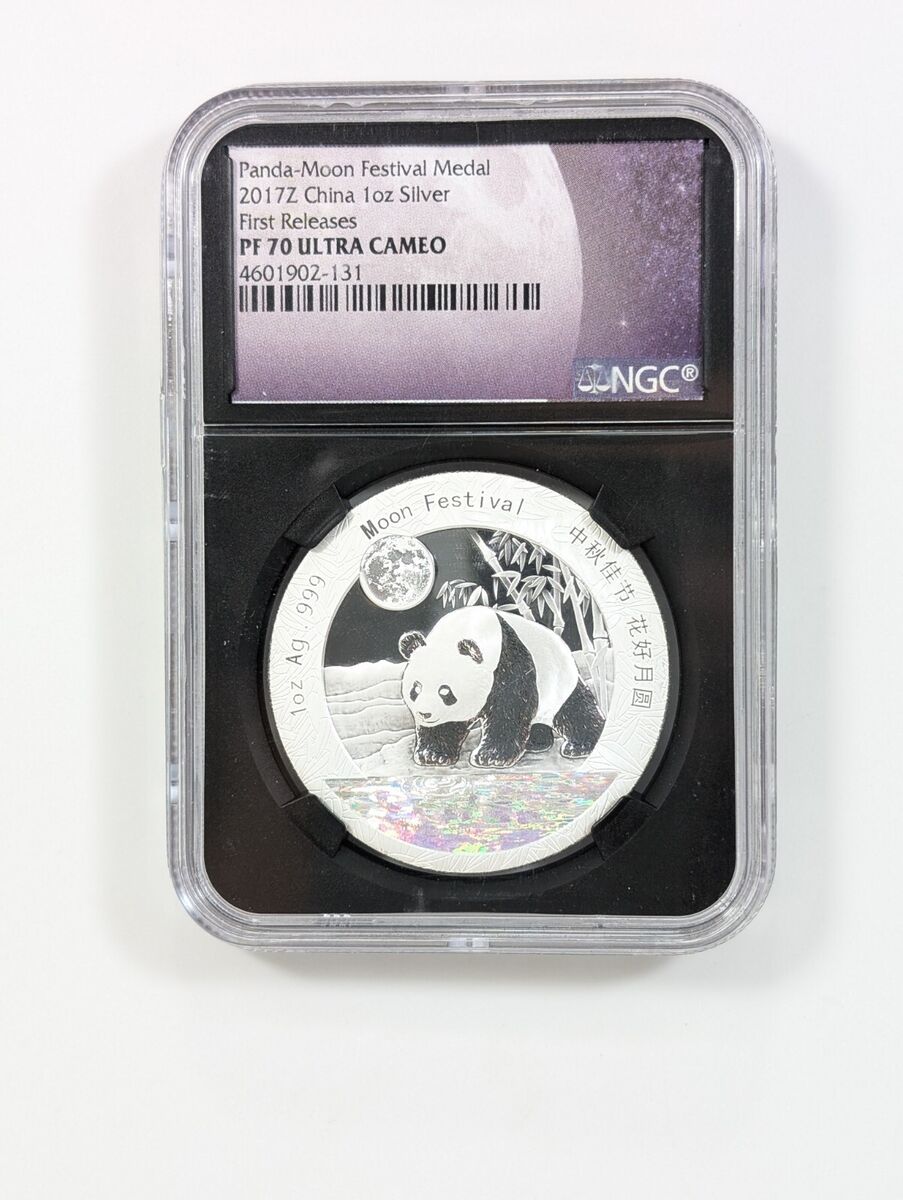 Panda-Moon Festival Medal
2017Z China 1oz Silver
First Releases
PF 70 ULTRA CAMEO
4601902-131
NGC®
1oz Ag .999
Moon Festival
中秋佳节 花好月圆